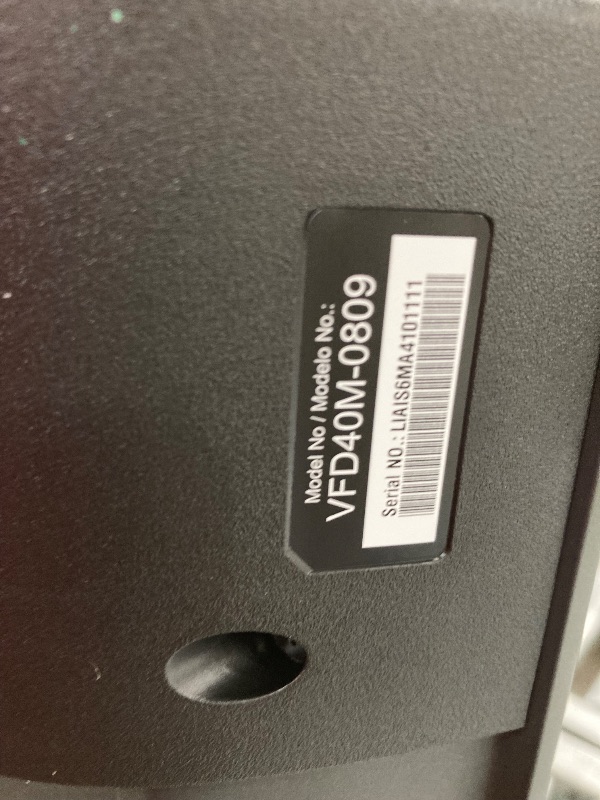 Model No / Modelo No.:
VFD40M-0809
Serial NO.: LIAIS6MA4101111